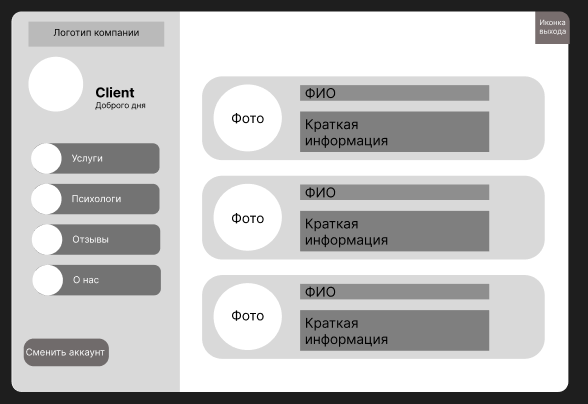 Логотип компании
Client
Доброго дня
Услуги
Психологи
Отзывы
О нас
Сменить аккаунт
Иконка
выхода
Фото
ФИО
Краткая
информация
Фото
ФИО
Краткая
информация
Фото
ФИО
Краткая
информация